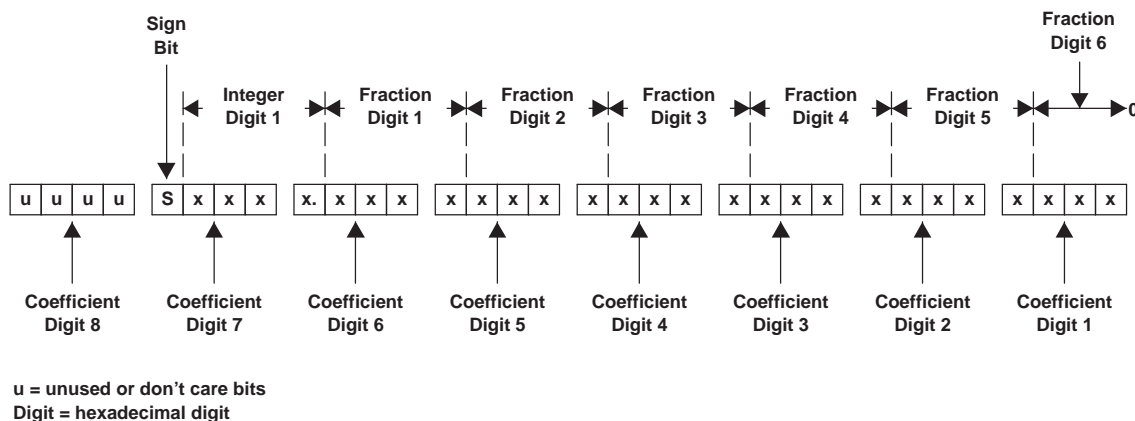 Sign
Bit
Fraction
Digit 6
Integer
Digit 1
Fraction
Digit 1
Fraction
Digit 2
Fraction
Digit 3
Fraction
Digit 4
Fraction
Digit 5
0
u u u u S x x x x. x x x x x x x x x x x x x x x x x x x x x x x
Coefficient
Digit 8
Coefficient
Digit 7
Coefficient
Digit 6
Coefficient
Digit 5
Coefficient
Digit 4
Coefficient
Digit 3
Coefficient
Digit 2
Coefficient
Digit 1
u = unused or don’t care bits
Digit = hexadecimal digit